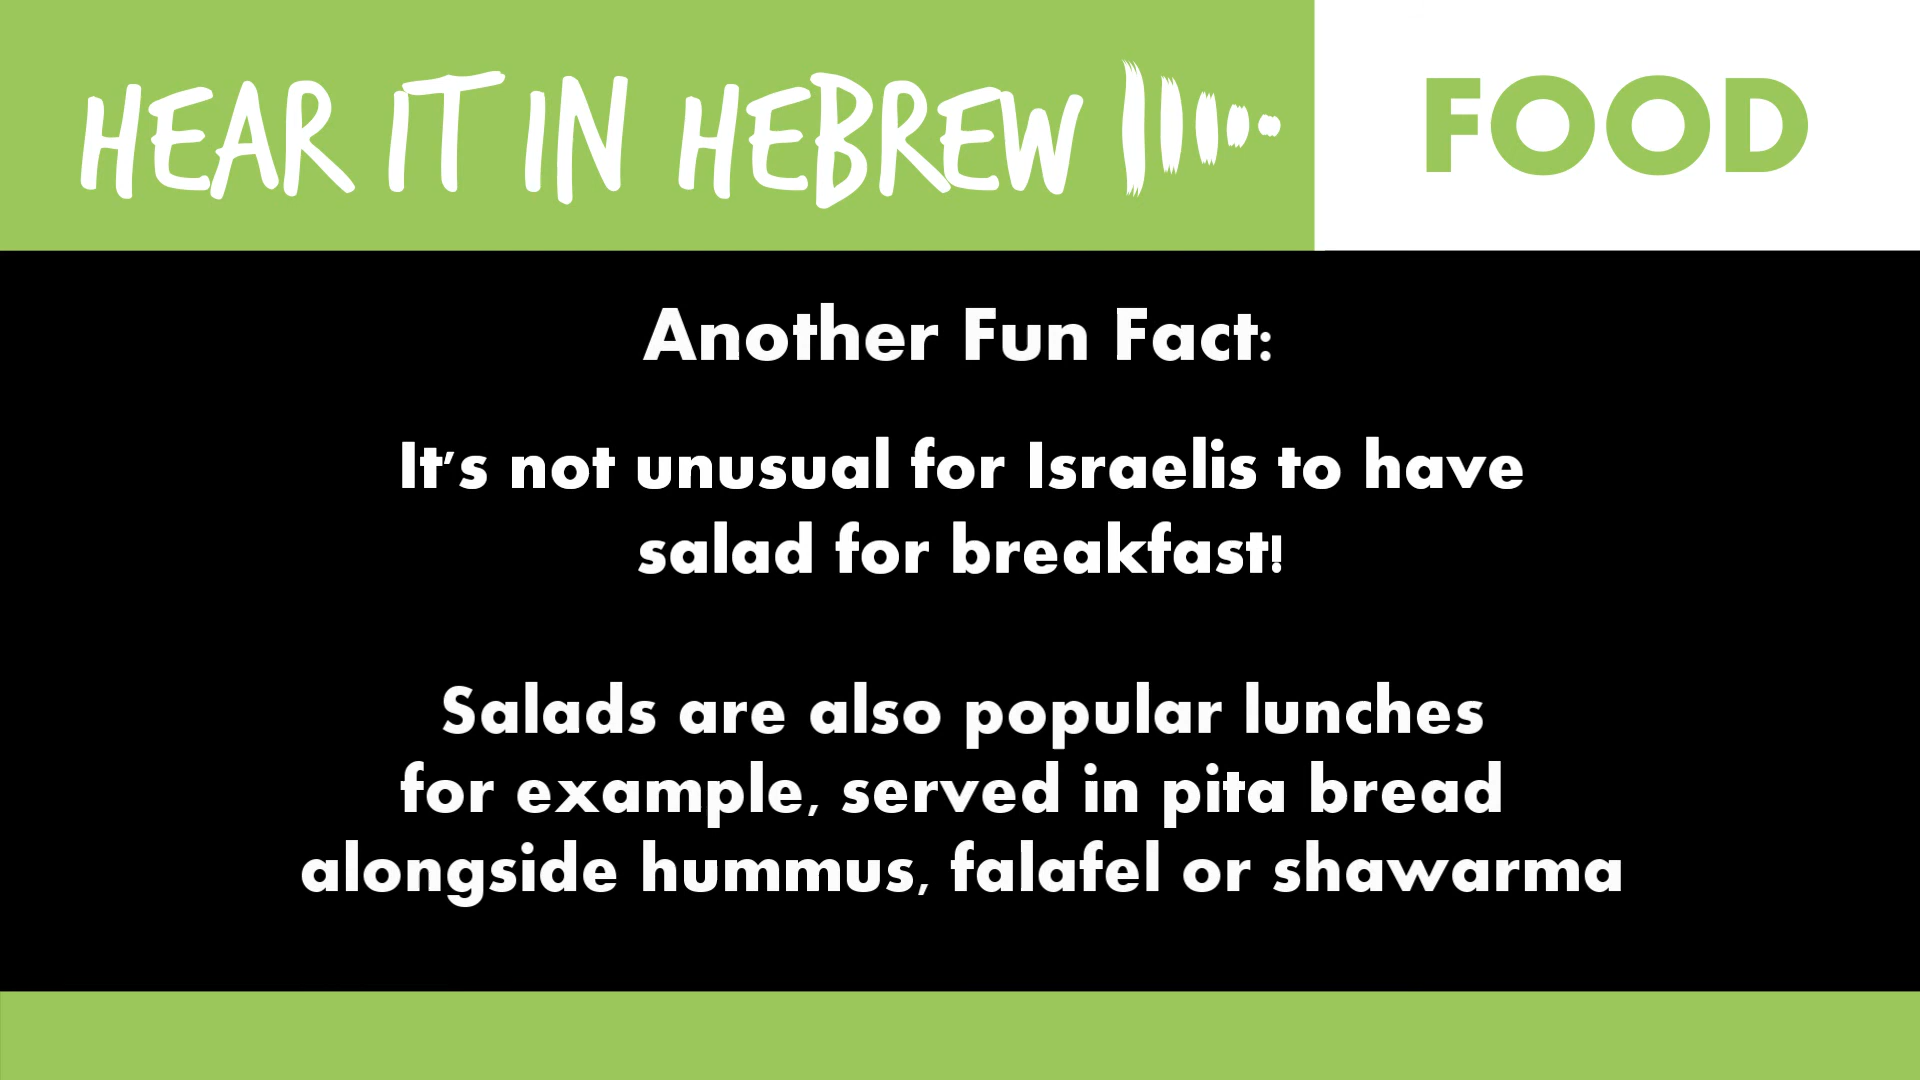 HEAR IT IN HEBREW
FOOD
Another Fun Fact:
It's not unusual for Israelis to have
salad for breakfast!
Salads are also popular lunches
for example, served in pita bread
alongside hummus, falafel or shawarma